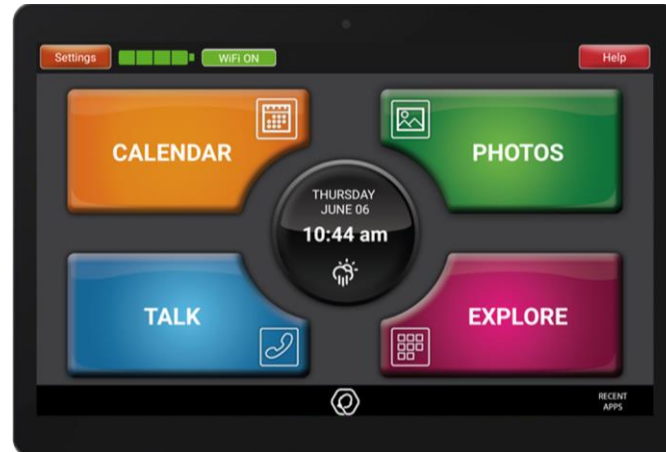 Settings
WiFi ON
Help
CALENDAR
PHOTOS
THURSDAY
JUNE 06
10:44 am
TALK
EXPLORE
RECENT
APPS